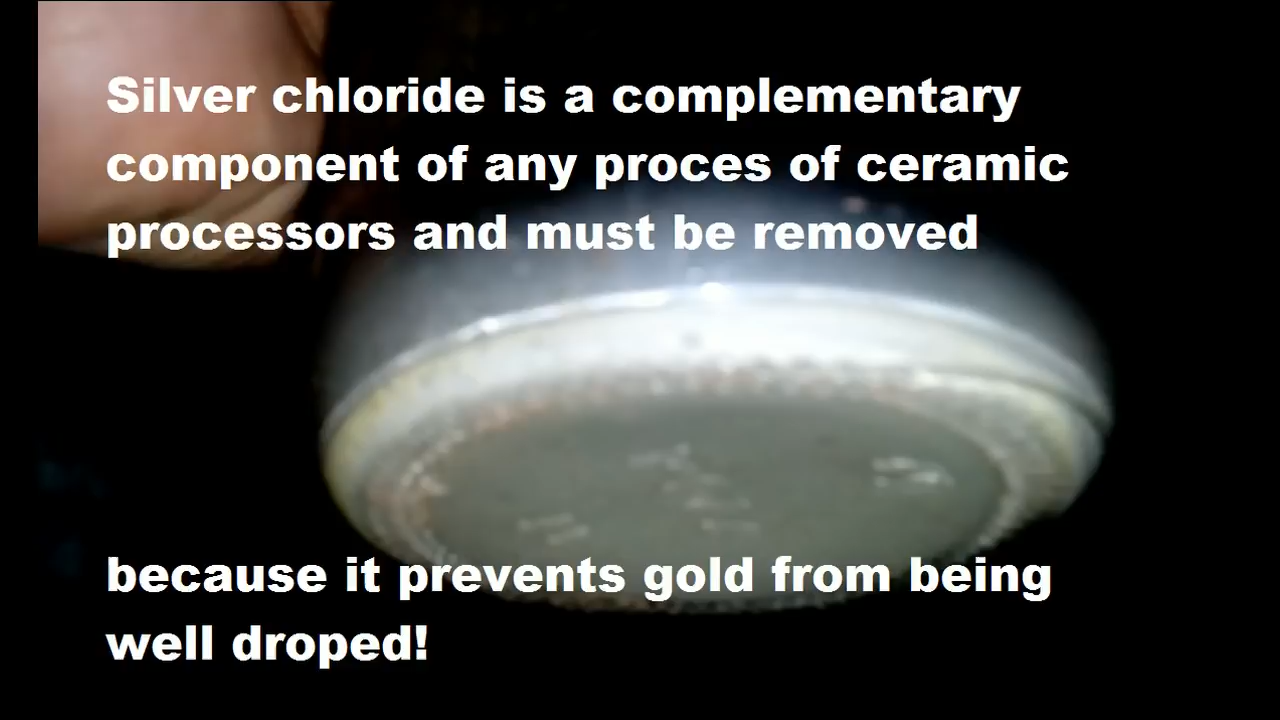 Silver chloride is a complementary
component of any proces of ceramic
processors and must be removed
because it prevents gold from being
well droped!